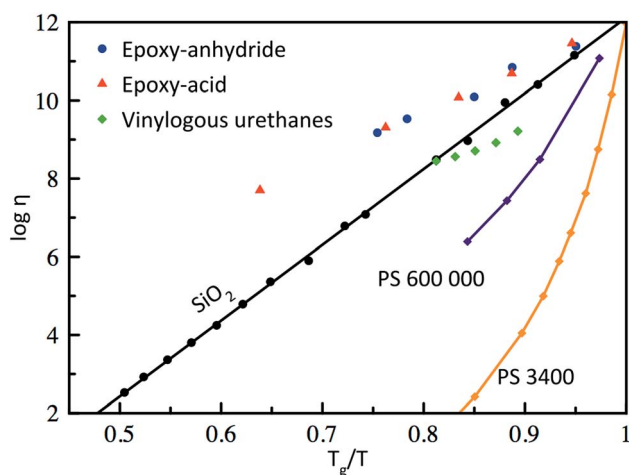 12
10
8
6
4
2
log η
Epoxy-anhydride
Epoxy-acid
Vinylogous urethanes
SiO₂
PS 600 000
PS 3400
0.5 0.6 0.7 0.8 0.9 1
T_g/T